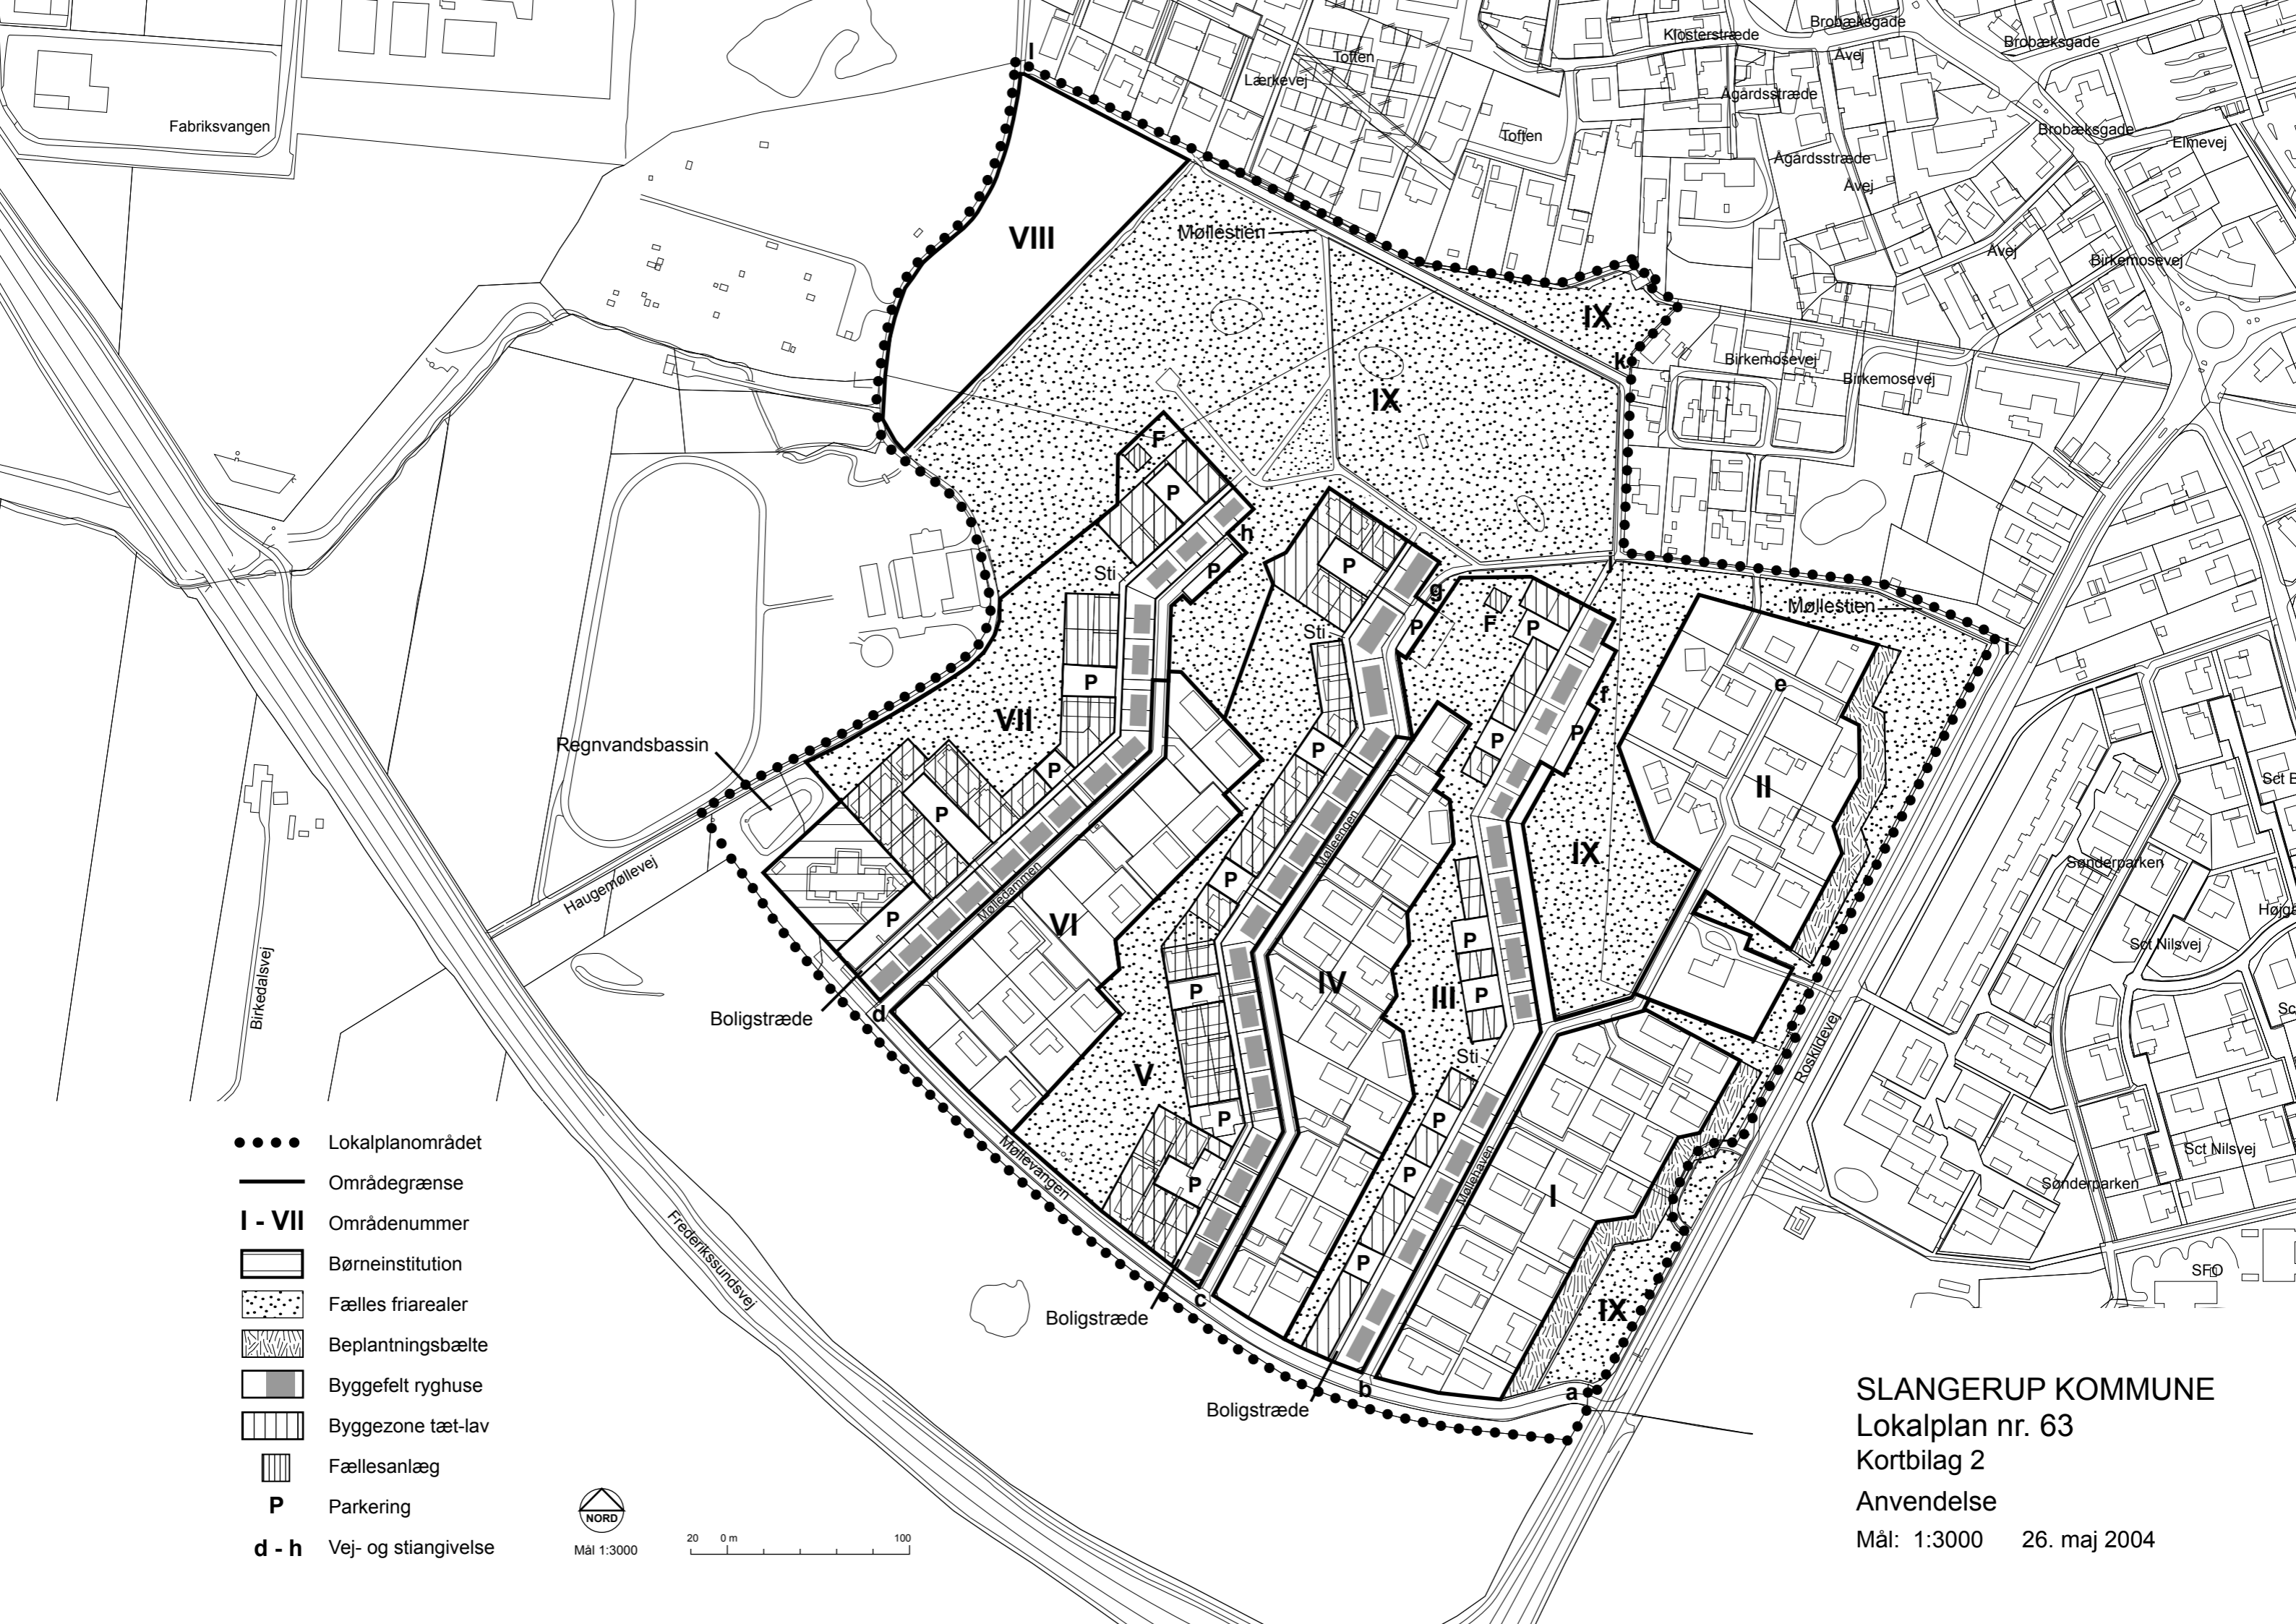 Brobæksgade
Klosterstræde
Brobæksgade
Toften
Åvej
Lærkevej
Ågårdsstræde
Fabriksvangen
Brobæksgade
Toften
Elmevej
Ågårdsstræde
Åvej
l
VIII
Møllestien
Åvej
Birkemosevej
IX
k
Birkemosevej
Birkemosevej
IX
F
P
h
P
Sti
P
g
j
Møllestien
F
P
P
Sti
i
e
f
P
P
VII
Regnvandsbassin
P
P
P
II
Sct
Møllengen
IX
Sønderparken
Haugemøllevej
P
Mølledammen
P
VI
Sct Nilsvej
P
Birkedalsvej
IV
III
P
P
Boligstræde
d
Roskildevej
Sti
V
P
P
Møllevangen
Sct Nilsvej
P
P
Møllehaven
I
Sønderparken
Frederikssundsvej
P
SFO
c
IX
Boligstræde
b
a
Boligstræde
Lokalplanområdet
Områdegrænse
I - VII Områdenummer
Børneinstitution
Fælles friarealer
Beplantningsbælte
Byggefelt ryghuse
Byggezone tæt-lav
Fællesanlæg
P Parkering
d - h Vej- og stiangivelse
NORD
Mål 1:3000
20 0 m 100
SLANGERUP KOMMUNE
Lokalplan nr. 63
Kortbilag 2
Anvendelse
Mål: 1:3000 26. maj 2004